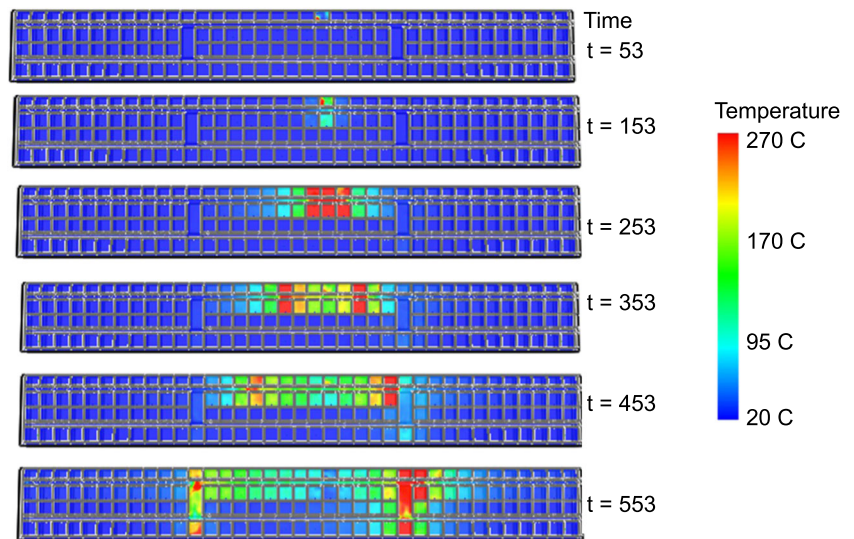 Time
t = 53
t = 153
t = 253
t = 353
t = 453
t = 553
Temperature
270 C
170 C
95 C
20 C